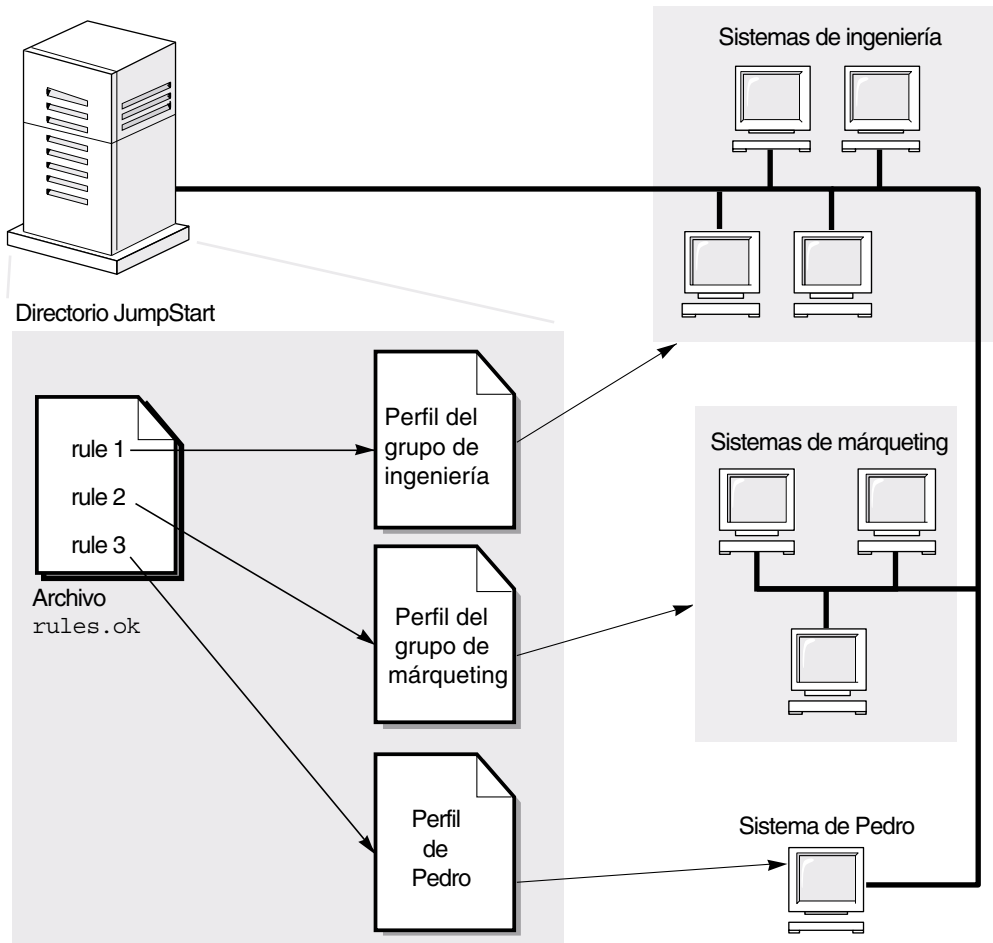 Sistemas de ingeniería
Directorio JumpStart
rule 1
rule 2
rule 3
Archivo
rules.ok
Perfil del
grupo de
ingeniería
Perfil del
grupo de
márqueting
Perfil
de
Pedro
Sistemas de márqueting
Sistema de Pedro